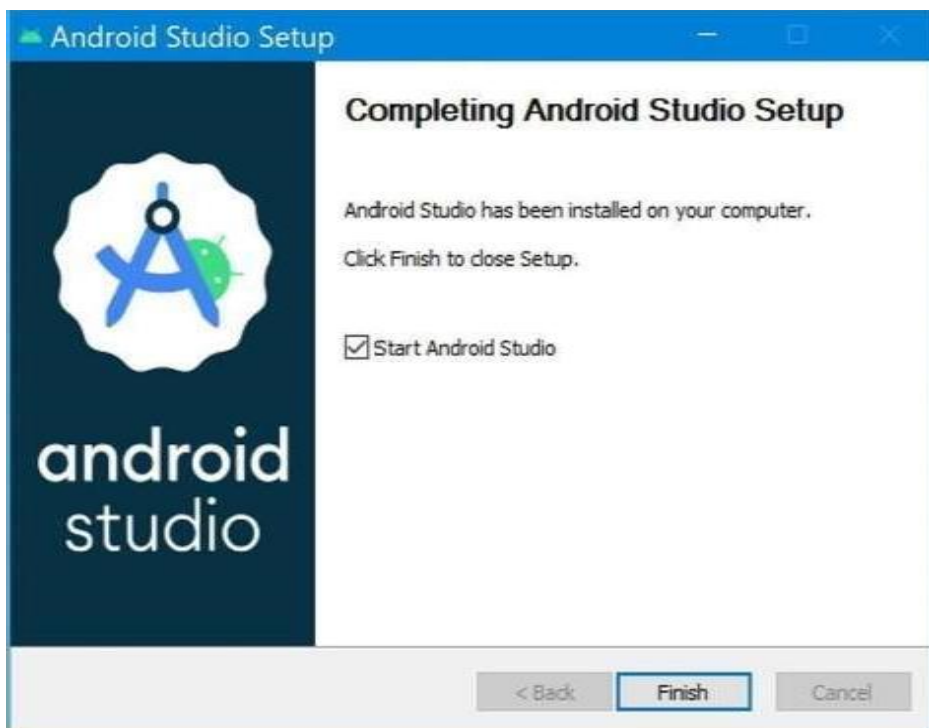 Android Studio Setup
Completing Android Studio Setup
Android Studio has been installed on your computer.
Click Finish to close Setup.
Start Android Studio
android
studio
< Back
Finish
Cancel